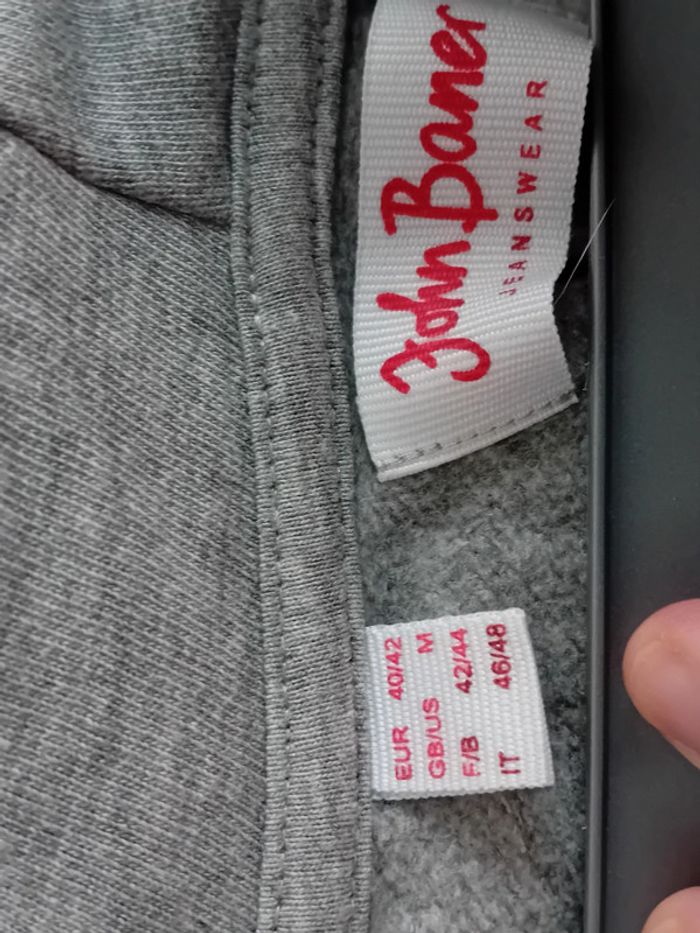 John Baner
JEANSWEAR
EUR 40/42
GB/US M
F/B 42/44
IT 46/48